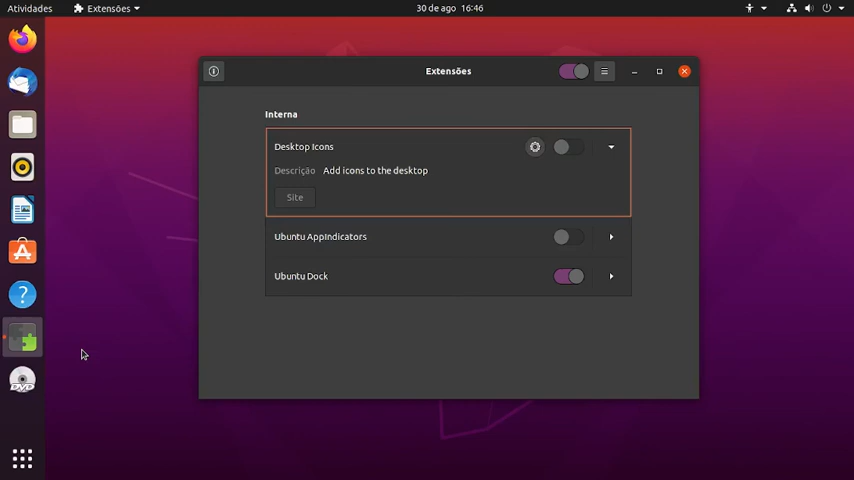 Atividades Extensões 30 de ago 16:46
Extensões
Interna
Desktop Icons
Descrição Add icons to the desktop
Site
Ubuntu AppIndicators
Ubuntu Dock
DVD